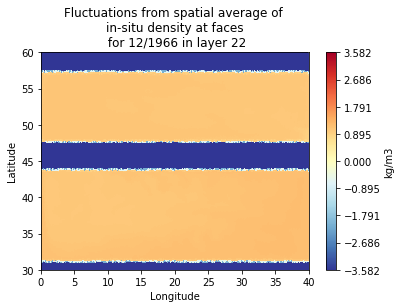 Fluctuations from spatial average of
in-situ density at faces
for 12/1966 in layer 22
60
55
50
45
40
35
30
Latitude
0 5 10 15 20 25 30 35 40
Longitude
3.582
2.686
1.791
0.895
0.000
−0.895
−1.791
−2.686
−3.582
kg/m3